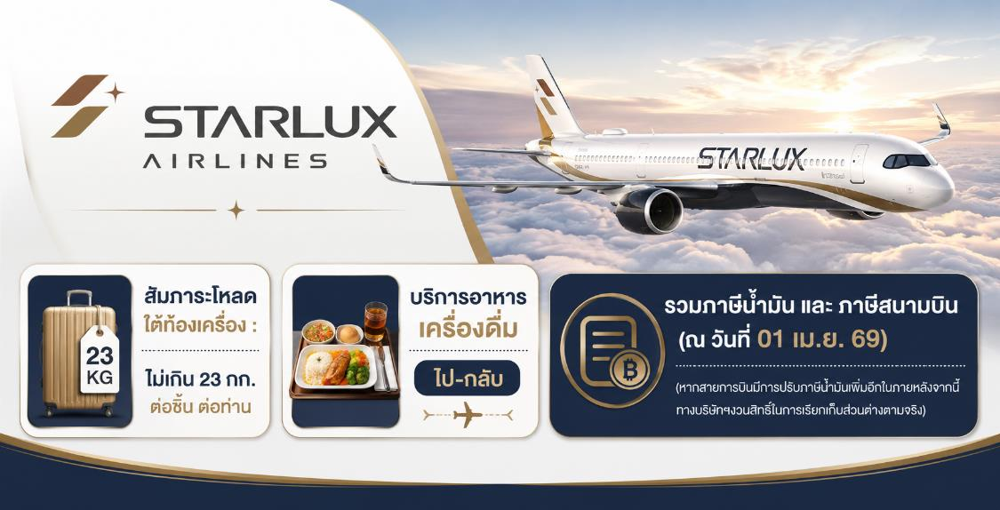 STARLUX
AIRLINES
STARLUX
สัมภาระโหลด
ใต้ท้องเครื่อง :
23
KG
ไม่เกิน 23 กก.
ต่อชิ้น ต่อท่าน
บริการอาหาร
เครื่องดื่ม
ไป-กลับ
รวมภาษีน้ำมัน และ ภาษีสนามบิน
(ณ วันที่ 01 เม.ย. 69)
(หากสายการบินมีการปรับภาษีน้ำมันเพิ่มอีกในภายหลังจากนี้
ทางบริษัทฯงวนสิทธิ์ในการเรียกเก็บส่วนต่างตามจริง)